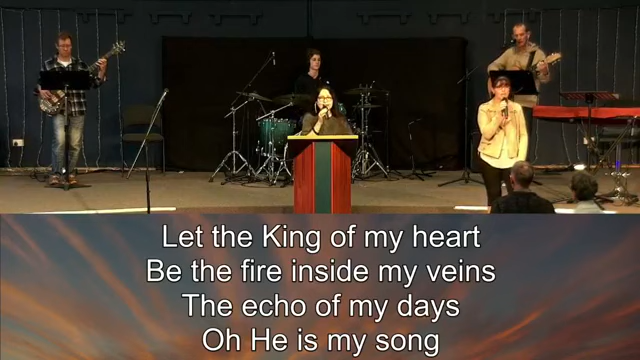 Let the King of my heart
Be the fire inside my veins
The echo of my days
Oh He is my song